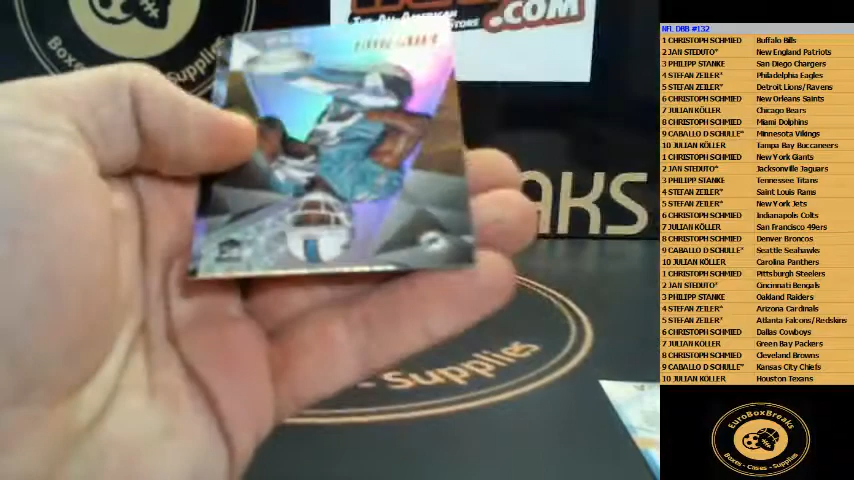 THE ALL-AMERICAN
STORE
.COM
AKS
& Supplies
EuroBoxBreaks
Boxes - Cases - Supplies
NFL DBB #132
1 CHRISTOPH SCHMIED Buffalo Bills
2 JAN STEDUTO* New England Patriots
3 PHILIPP STANKE San Diego Chargers
4 STEFAN ZEILER* Philadelphia Eagles
5 STEFAN ZEILER* Detroit Lions/Ravens
6 CHRISTOPH SCHMIED New Orleans Saints
7 JULIAN KÖLLER Chicago Bears
8 CHRISTOPH SCHMIED Miami Dolphins
9 CABALLO D SCHULLE* Minnesota Vikings
10 JULIAN KÖLLER Tampa Bay Buccaneers
1 CHRISTOPH SCHMIED New York Giants
2 JAN STEDUTO* Jacksonville Jaguars
3 PHILIPP STANKE Tennessee Titans
4 STEFAN ZEILER* Saint Louis Rams
5 STEFAN ZEILER* New York Jets
6 CHRISTOPH SCHMIED Indianapolis Colts
7 JULIAN KÖLLER San Francisco 49ers
8 CHRISTOPH SCHMIED Denver Broncos
9 CABALLO D SCHULLE* Seattle Seahawks
10 JULIAN KÖLLER Carolina Panthers
1 CHRISTOPH SCHMIED Pittsburgh Steelers
2 JAN STEDUTO* Cincinnati Bengals
3 PHILIPP STANKE Oakland Raiders
4 STEFAN ZEILER* Arizona Cardinals
5 STEFAN ZEILER* Atlanta Falcons/Redskins
6 CHRISTOPH SCHMIED Dallas Cowboys
7 JULIAN KÖLLER Green Bay Packers
8 CHRISTOPH SCHMIED Cleveland Browns
9 CABALLO D SCHULLE* Kansas City Chiefs
10 JULIAN KÖLLER Houston Texans
EuroBoxBreaks
Boxes - Cases - Supplies